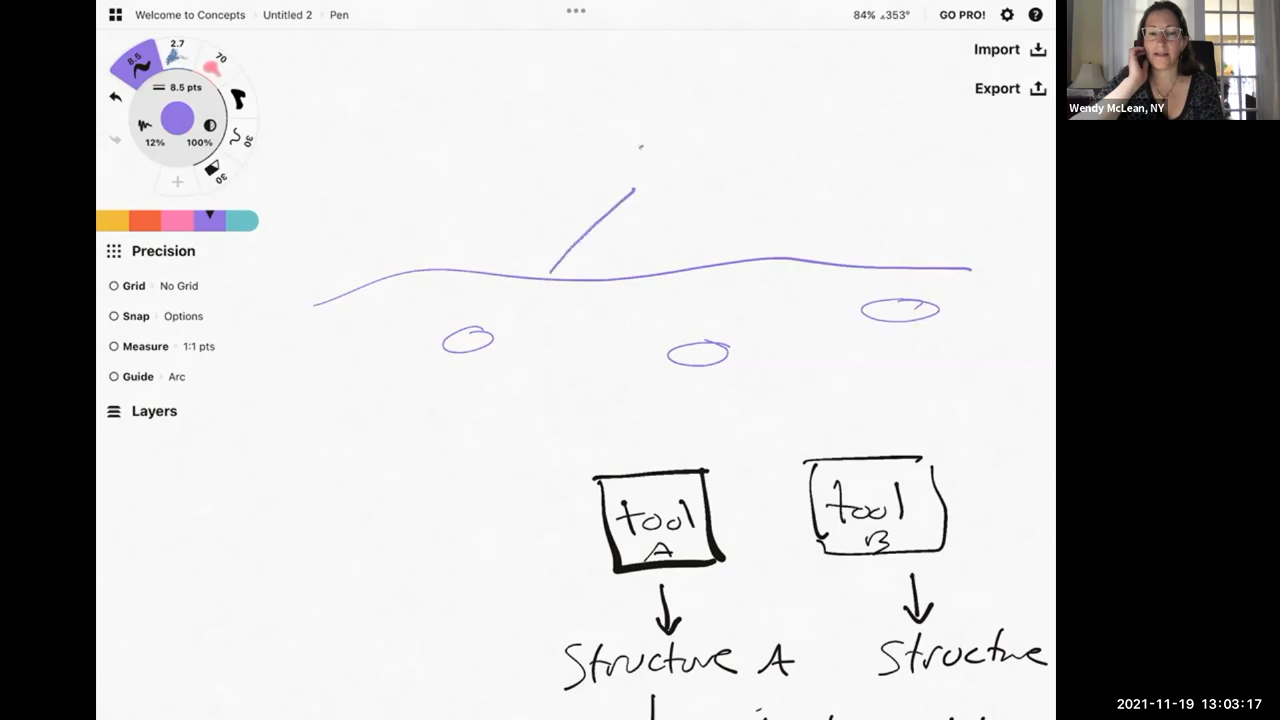 Welcome to Concepts › Untitled 2 › Pen
84% 353°
GO PRO!
Import
Export
8.5
2.7
70
30
30
8.5 pts
12%
100%
Precision
Grid › No Grid
Snap › Options
Measure › 1:1 pts
Guide › Arc
Layers
tool
A
tool
B
Structure A
Structure
Wendy McLean, NY
2021-11-19 13:03:17